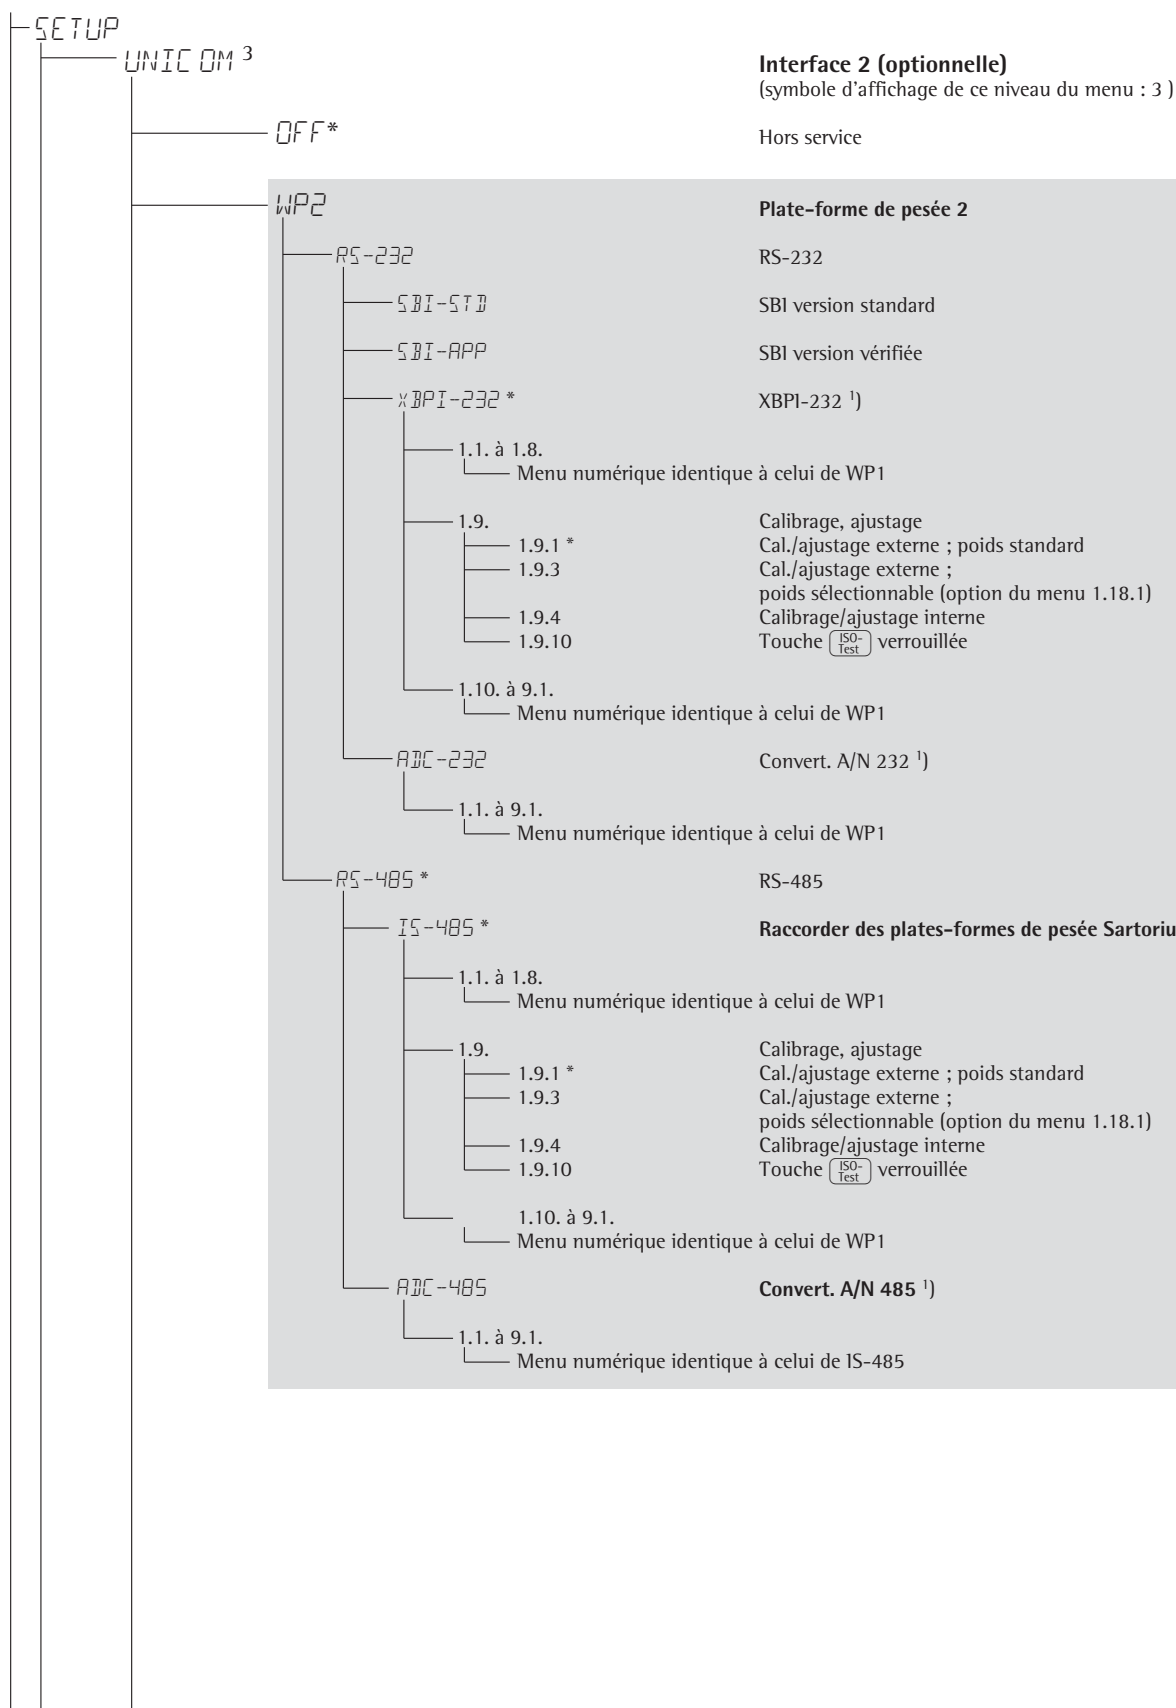 SETUP
UNICOM 3 Interface 2 (optionnelle)
(symbole d'affichage de ce niveau du menu : 3 )
OFF* Hors service
WP2 Plate-forme de pesée 2
RS-232 RS-232
SBI-STD SBI version standard
SBI-APP SBI version vérifiée
XBPI-232 * XBPI-232 1)
1.1. à 1.8.
Menu numérique identique à celui de WP1
1.9. Calibrage, ajustage
1.9.1 * Cal./ajustage externe ; poids standard
1.9.3 Cal./ajustage externe ;
poids sélectionnable (option du menu 1.18.1)
1.9.4 Calibrage/ajustage interne
1.9.10 Touche ISO-Test verrouillée
1.10. à 9.1.
Menu numérique identique à celui de WP1
ADC-232 Convert. A/N 232 1)
1.1. à 9.1.
Menu numérique identique à celui de WP1
RS-485 * RS-485
IS-485 * Raccorder des plates-formes de pesée Sartoriu
1.1. à 1.8.
Menu numérique identique à celui de WP1
1.9. Calibrage, ajustage
1.9.1 * Cal./ajustage externe ; poids standard
1.9.3 Cal./ajustage externe ;
poids sélectionnable (option du menu 1.18.1)
1.9.4 Calibrage/ajustage interne
1.9.10 Touche ISO-Test verrouillée
1.10. à 9.1.
Menu numérique identique à celui de WP1
ADC-485 Convert. A/N 485 1)
1.1. à 9.1.
Menu numérique identique à celui de IS-485